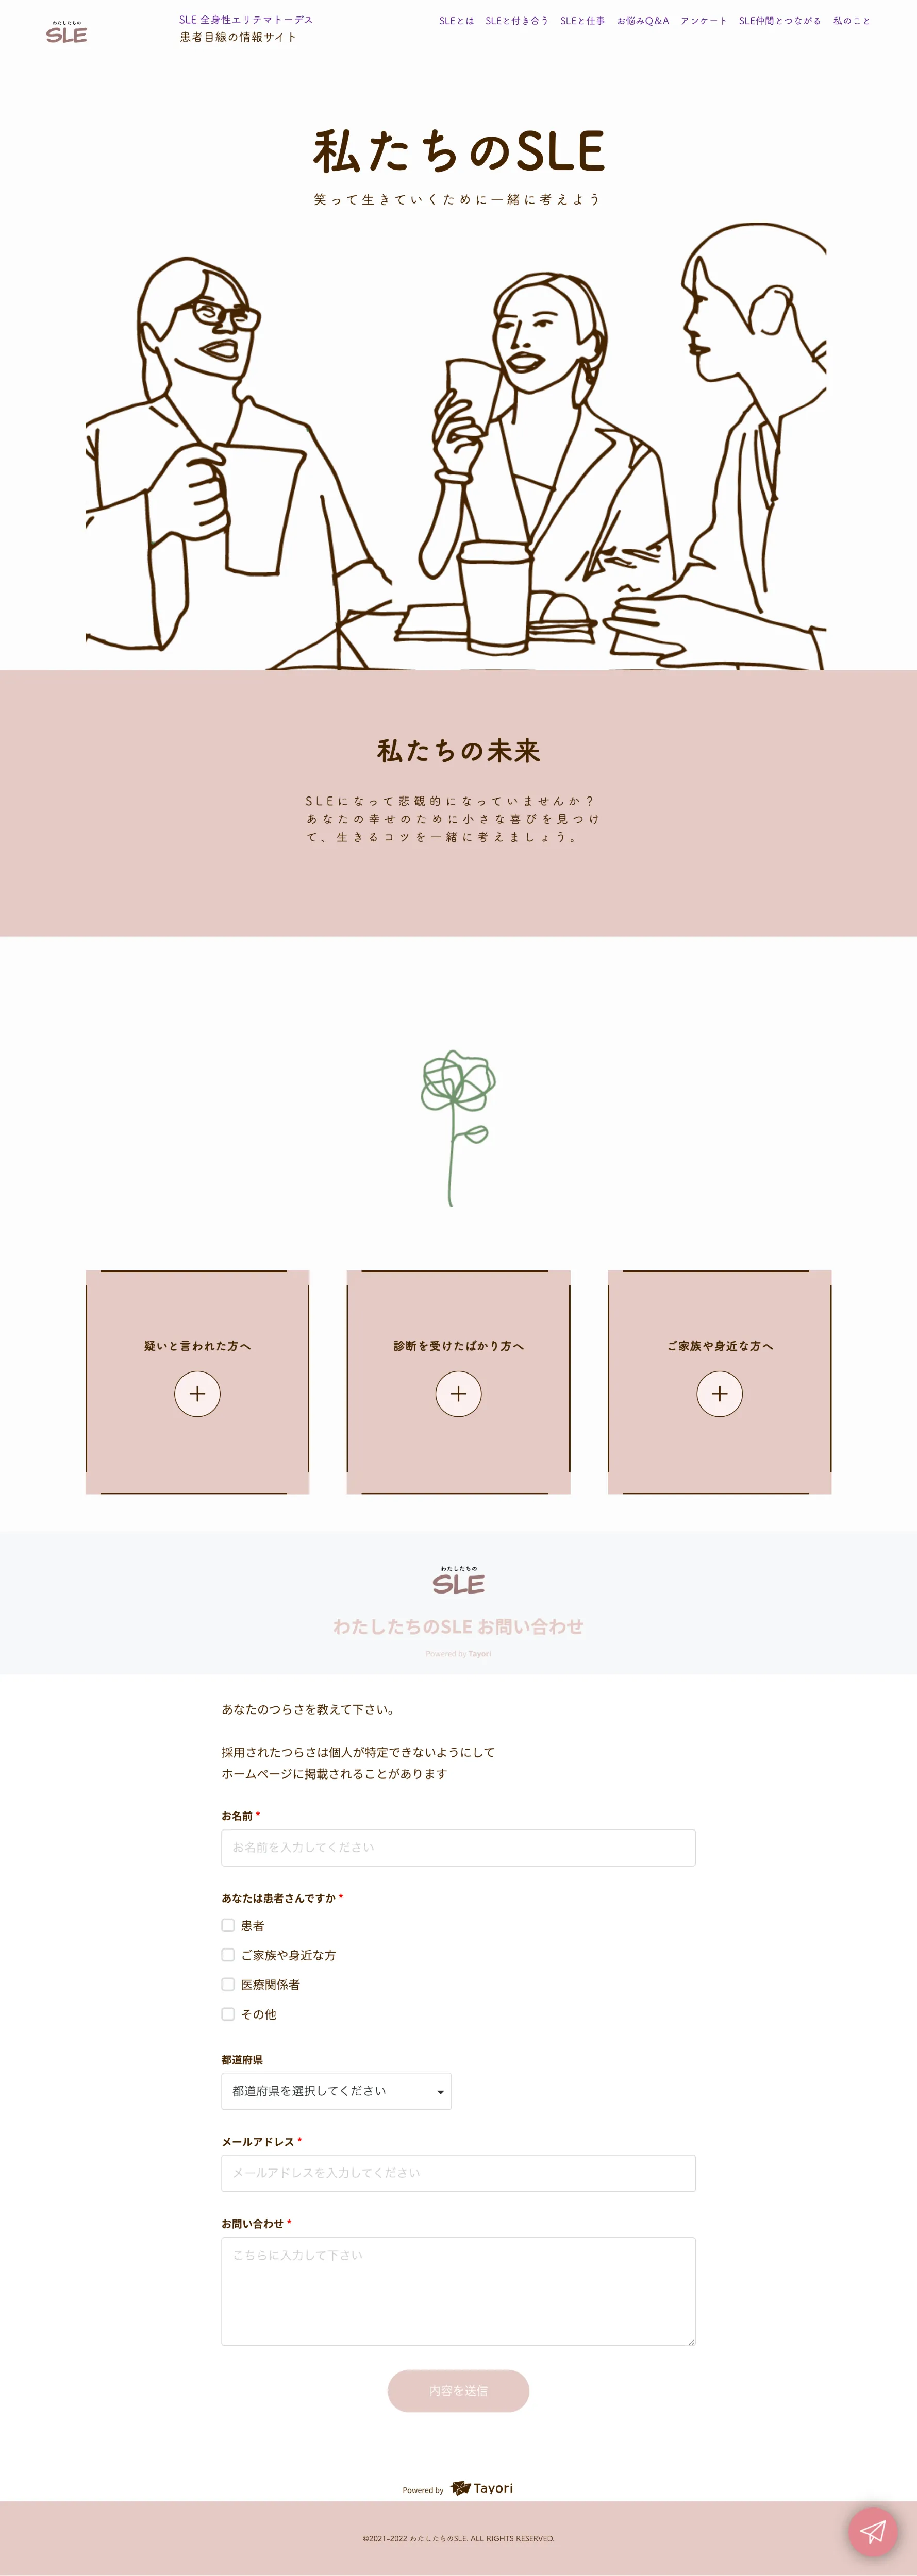 わたしたちの
SLE
SLE 全身性エリテマトーデス
患者目線の情報サイト
SLEとは SLEと付き合う SLEと仕事 お悩みQ&A アンケート SLE仲間とつながる 私のこと
私たちのSLE
笑って生きていくために一緒に考えよう
私たちの未来
SLEになって悲観的になっていませんか？
あなたの幸せのために小さな喜びを見つけ
て、生きるコツを一緒に考えましょう。
疑いと言われた方へ
診断を受けたばかり方へ
ご家族や身近な方へ
わたしたちの
SLE
わたしたちのSLE お問い合わせ
Powered by Tayori
あなたのつらさを教えて下さい。
採用されたつらさは個人が特定できないようにして
ホームページに掲載されることがあります
お名前 *
お名前を入力してください
あなたは患者さんですか *
患者
ご家族や身近な方
医療関係者
その他
都道府県
都道府県を選択してください
メールアドレス *
メールアドレスを入力してください
お問い合わせ *
こちらに入力して下さい
内容を送信
Powered by Tayori
©2021-2022 わたしたちのSLE. ALL RIGHTS RESERVED.